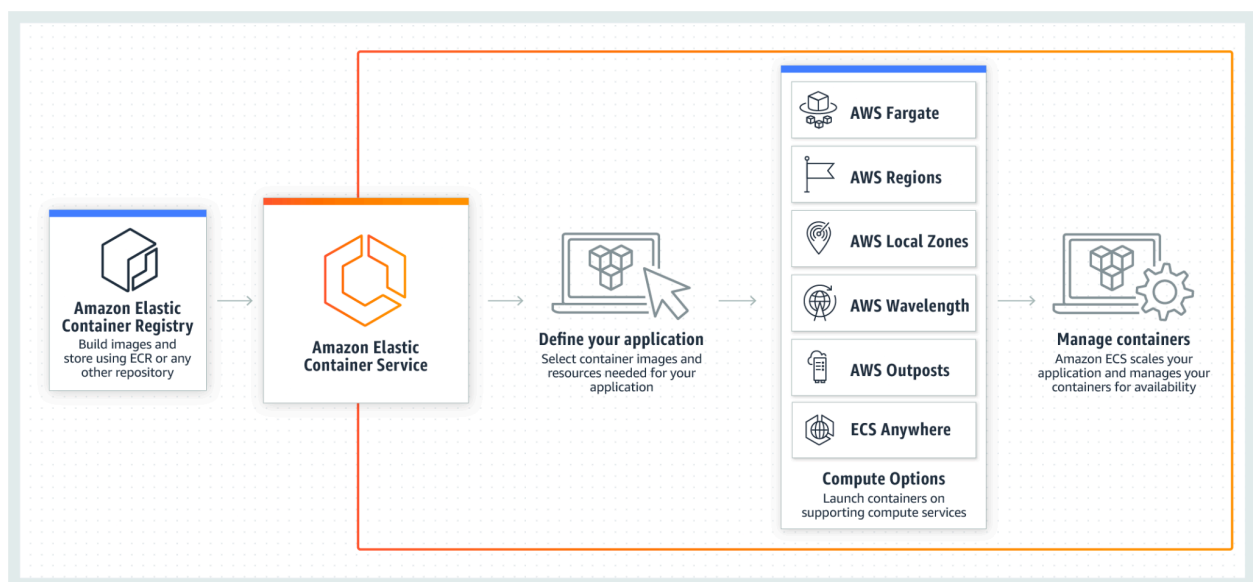 Amazon Elastic
Container Registry
Build images and
store using ECR or any
other repository
Amazon Elastic
Container Service
Define your application
Select container images and
resources needed for your
application
AWS Fargate
AWS Regions
AWS Local Zones
AWS Wavelength
AWS Outposts
ECS Anywhere
Compute Options
Launch containers on
supporting compute services
Manage containers
Amazon ECS scales your
application and manages your
containers for availability